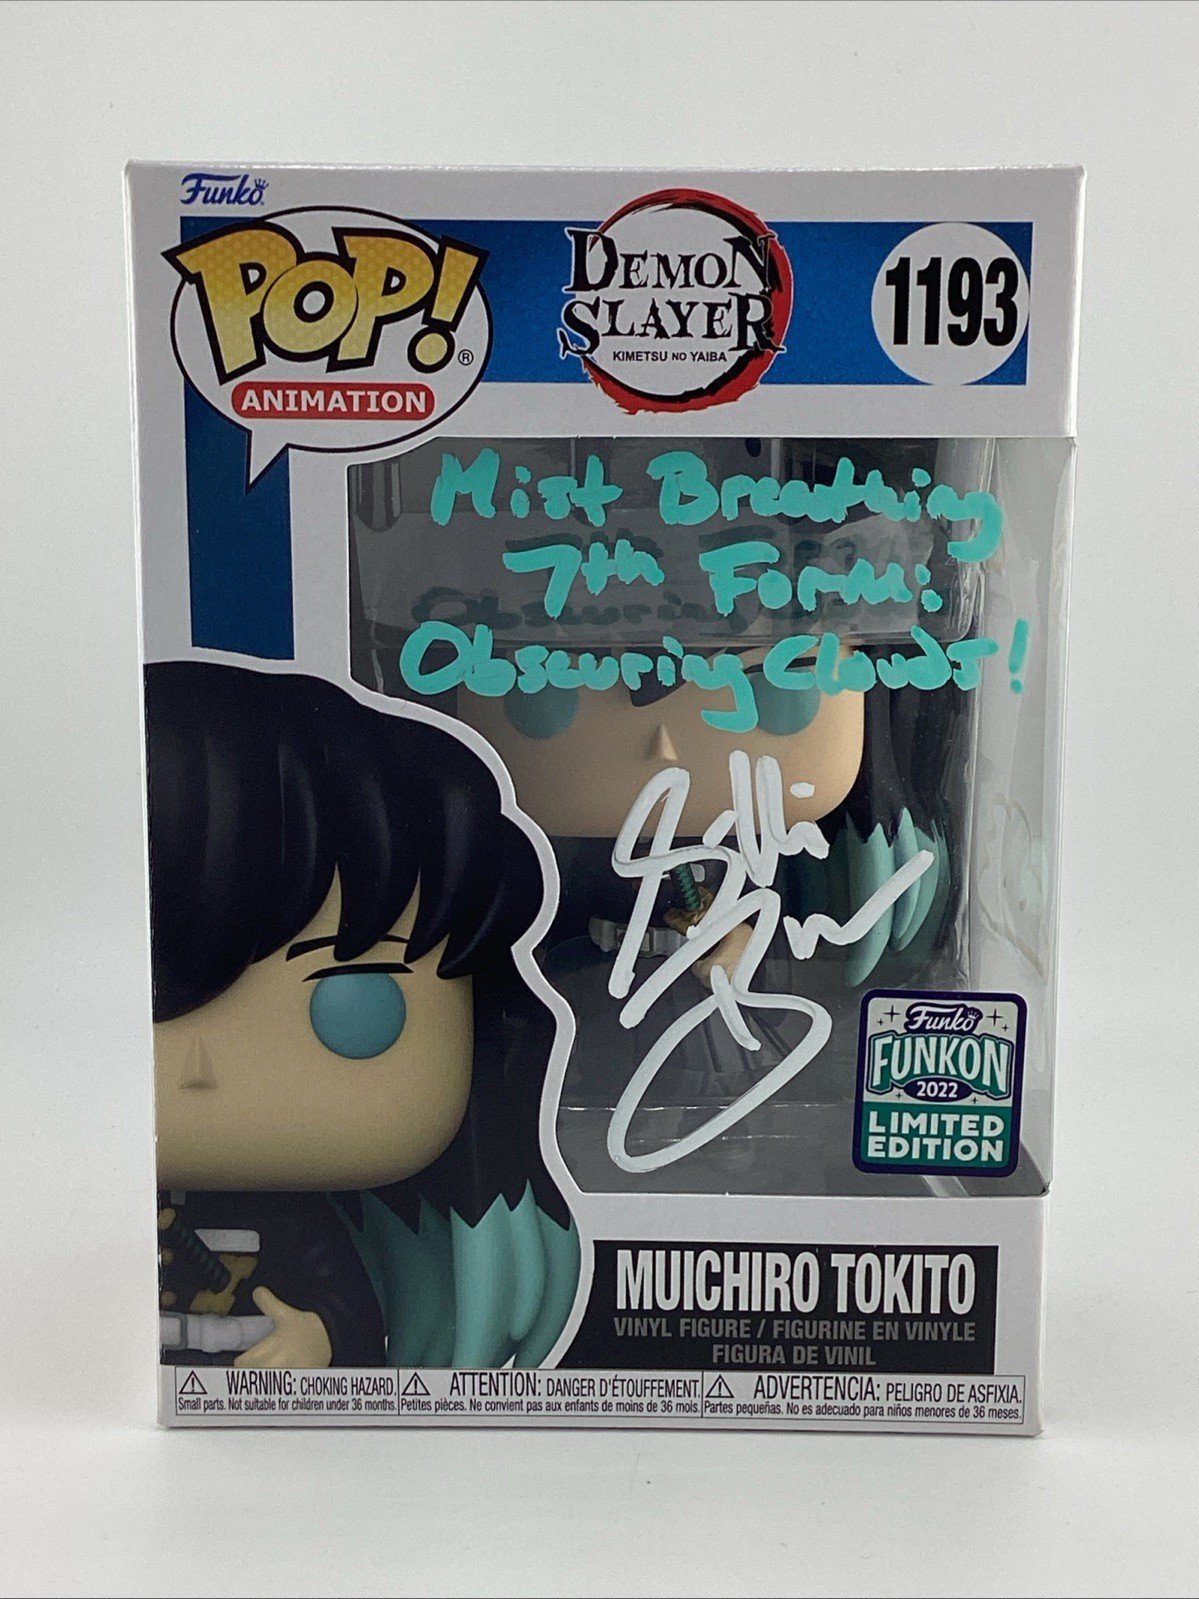 Funko
POP!®
ANIMATION
DEMON
SLAYER
KIMETSU NO YAIBA
1193
Mist Breathing
7th Form:
Obscuring Clouds!
Funko
FUNKON
2022
LIMITED
EDITION
MUICHIRO TOKITO
VINYL FIGURE / FIGURINE EN VINYLE
FIGURA DE VINIL
WARNING: CHOKING HAZARD.
Small parts. Not suitable for children under 36 months.
ATTENTION: DANGER D'ÉTOUFFEMENT.
Petites pièces. Ne convient pas aux enfants de moins de 36 mois.
ADVERTENCIA: PELIGRO DE ASFIXIA.
Partes pequeñas. No es adecuado para niños menores de 36 meses.